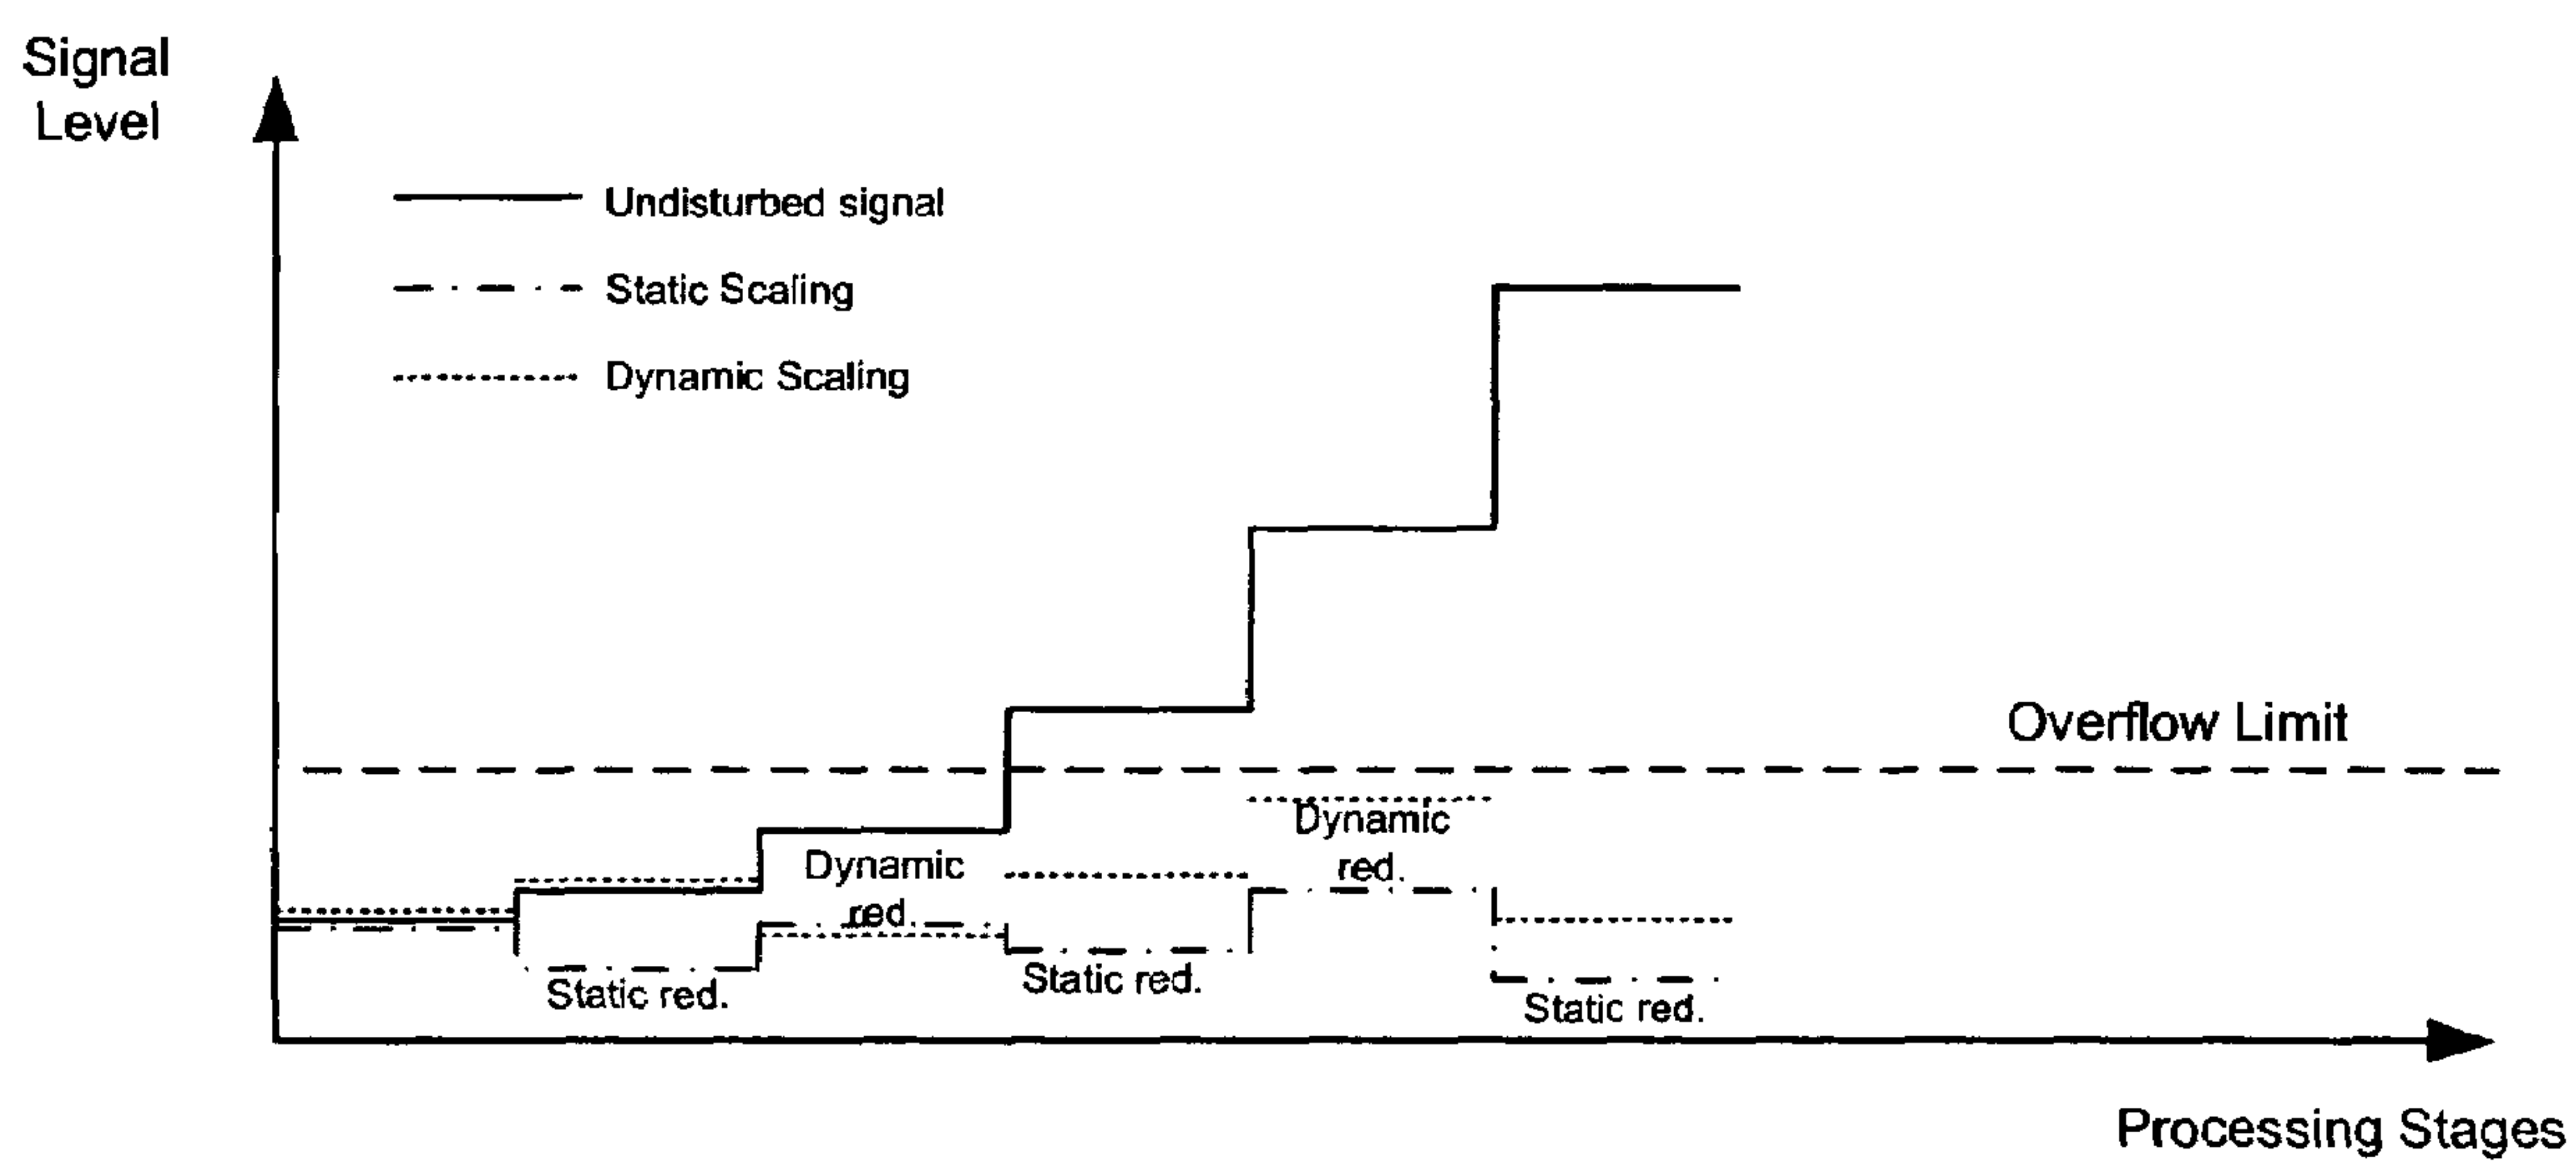 Signal
Level
Undisturbed signal
Static Scaling
Dynamic Scaling
Overflow Limit
Dynamic
red.
Dynamic
red.
Static red.
Static red.
Static red.
Processing Stages